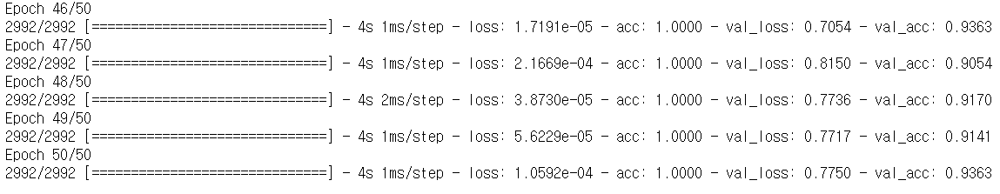 Epoch 46/50
2992/2992 [==============================] - 4s 1ms/step - loss: 1.7191e-05 - acc: 1.0000 - val_loss: 0.7054 - val_acc: 0.9363
Epoch 47/50
2992/2992 [==============================] - 4s 1ms/step - loss: 2.1669e-04 - acc: 1.0000 - val_loss: 0.8150 - val_acc: 0.9054
Epoch 48/50
2992/2992 [==============================] - 4s 2ms/step - loss: 3.8730e-05 - acc: 1.0000 - val_loss: 0.7736 - val_acc: 0.9170
Epoch 49/50
2992/2992 [==============================] - 4s 1ms/step - loss: 5.6229e-05 - acc: 1.0000 - val_loss: 0.7717 - val_acc: 0.9141
Epoch 50/50
2992/2992 [==============================] - 4s 1ms/step - loss: 1.0592e-04 - acc: 1.0000 - val_loss: 0.7750 - val_acc: 0.9363